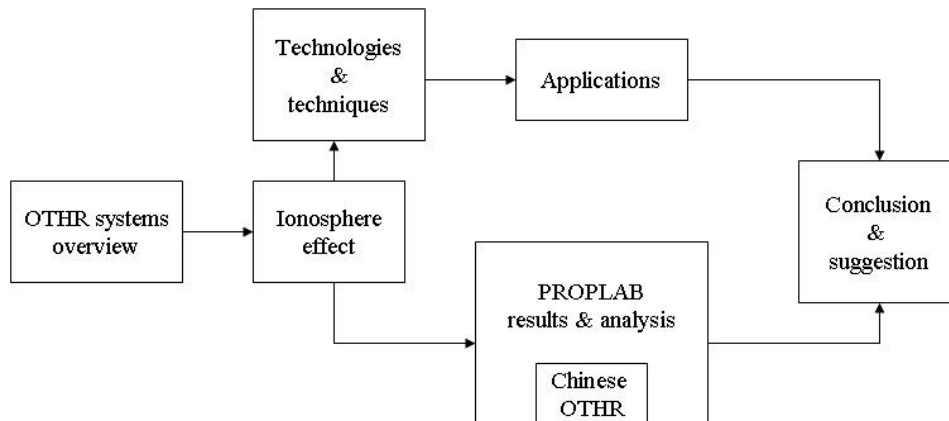 OTHR systems
overview
Ionosphere
effect
Technologies
&
techniques
Applications
PROPLAB
results & analysis
Chinese
OTHR
Conclusion
&
suggestion